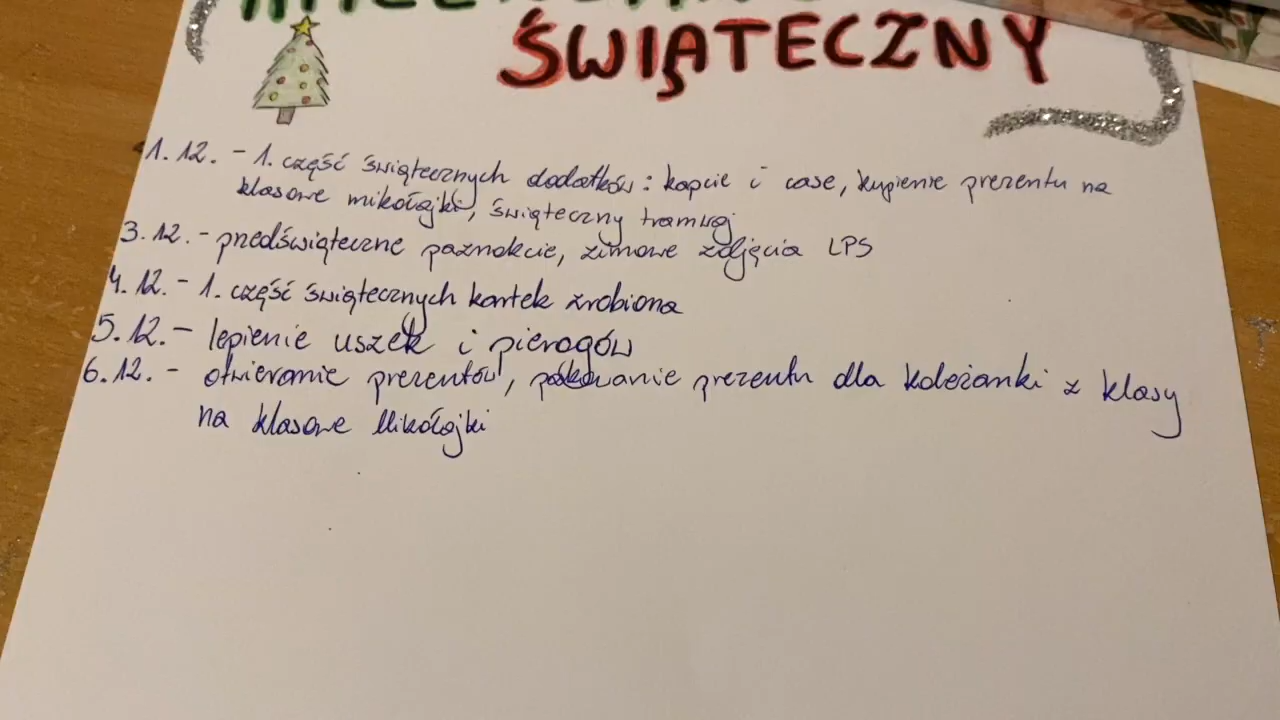 ŚWIĄTECZNY
1.12. - 1. część świątecznych dodatków: kapcie i case, kupienie prezentu na
klasowe mikołajki, świąteczny tramwaj
3.12. - przedświąteczne paznokcie, zimowe zdjęcia LPS
4.12. - 1. część świątecznych kartek zrobiona
5.12. - lepienie uszek i pierogów
6.12. - otwieranie prezentów, pakowanie prezentu dla koleżanki z klasy
na klasowe Mikołajki